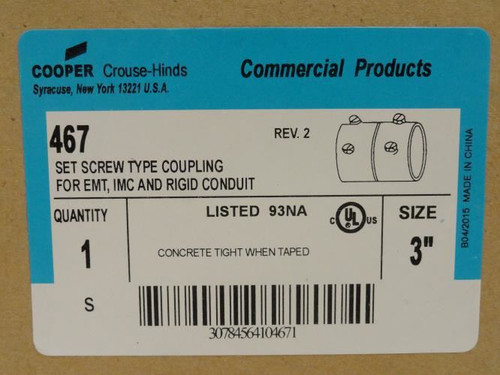 COOPER Crouse-Hinds
Syracuse, New York 13221 U.S.A.
Commercial Products
467
REV. 2
SET SCREW TYPE COUPLING
FOR EMT, IMC AND RIGID CONDUIT
QUANTITY
1
S
LISTED 93NA
C UL US
CONCRETE TIGHT WHEN TAPED
SIZE
3"
B04/2015 MADE IN CHINA
30784564104671